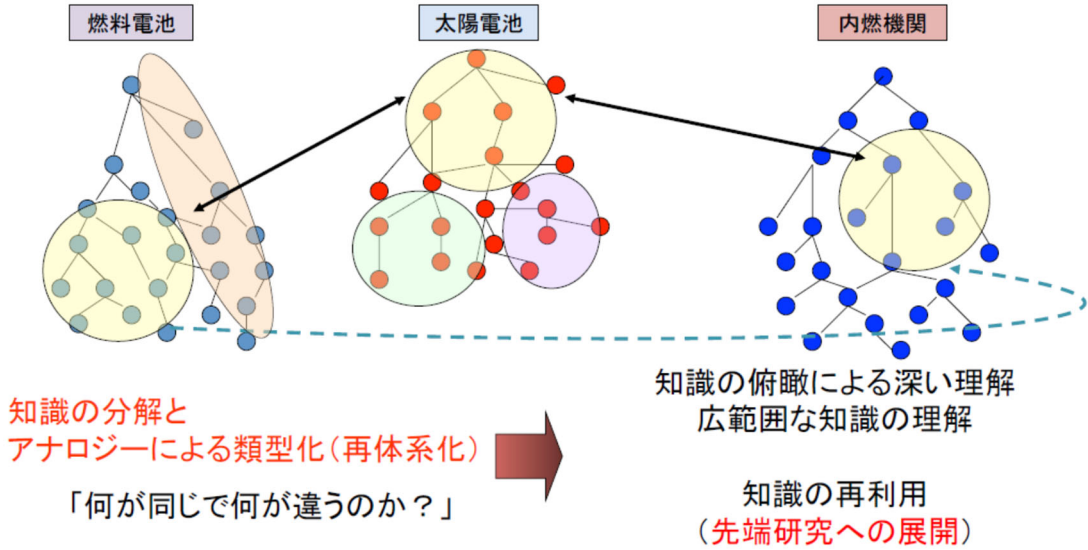 燃料電池
太陽電池
内燃機関
知識の分解と
アナロジーによる類型化(再体系化)
「何が同じで何が違うのか?」
知識の俯瞰による深い理解
広範囲な知識の理解
知識の再利用
(先端研究への展開)